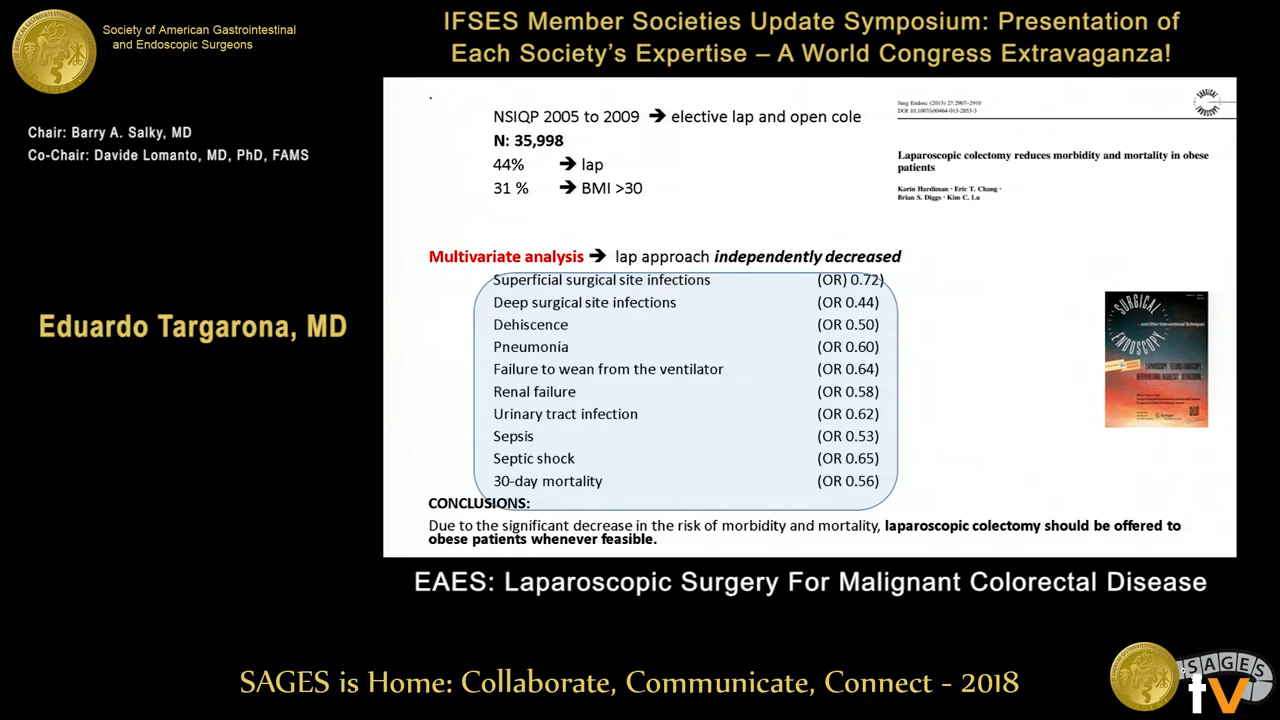 Society of American Gastrointestinal
and Endoscopic Surgeons
IFSES Member Societies Update Symposium: Presentation of
Each Society's Expertise – A World Congress Extravaganza!
Chair: Barry A. Salky, MD
Co-Chair: Davide Lomanto, MD, PhD, FAMS
Eduardo Targarona, MD
NSIQP 2005 to 2009 ➔ elective lap and open cole
N: 35,998
44% ➔ lap
31 % ➔ BMI >30
Surg Endosc (2013) 27:2907–2910
DOI 10.1007/s00464-013-2853-3
Laparoscopic colectomy reduces morbidity and mortality in obese
patients
Karin Hardiman · Eric T. Chang ·
Brian S. Diggs · Kim C. Lu
Multivariate analysis ➔ lap approach independently decreased
Superficial surgical site infections (OR) 0.72)
Deep surgical site infections (OR 0.44)
Dehiscence (OR 0.50)
Pneumonia (OR 0.60)
Failure to wean from the ventilator (OR 0.64)
Renal failure (OR 0.58)
Urinary tract infection (OR 0.62)
Sepsis (OR 0.53)
Septic shock (OR 0.65)
30-day mortality (OR 0.56)
CONCLUSIONS:
Due to the significant decrease in the risk of morbidity and mortality, laparoscopic colectomy should be offered to
obese patients whenever feasible.
SURGICAL
and Other Interventional Techniques
ENDOSCOPY
EAES: Laparoscopic Surgery For Malignant Colorectal Disease
SAGES is Home: Collaborate, Communicate, Connect - 2018
SAGES
tv